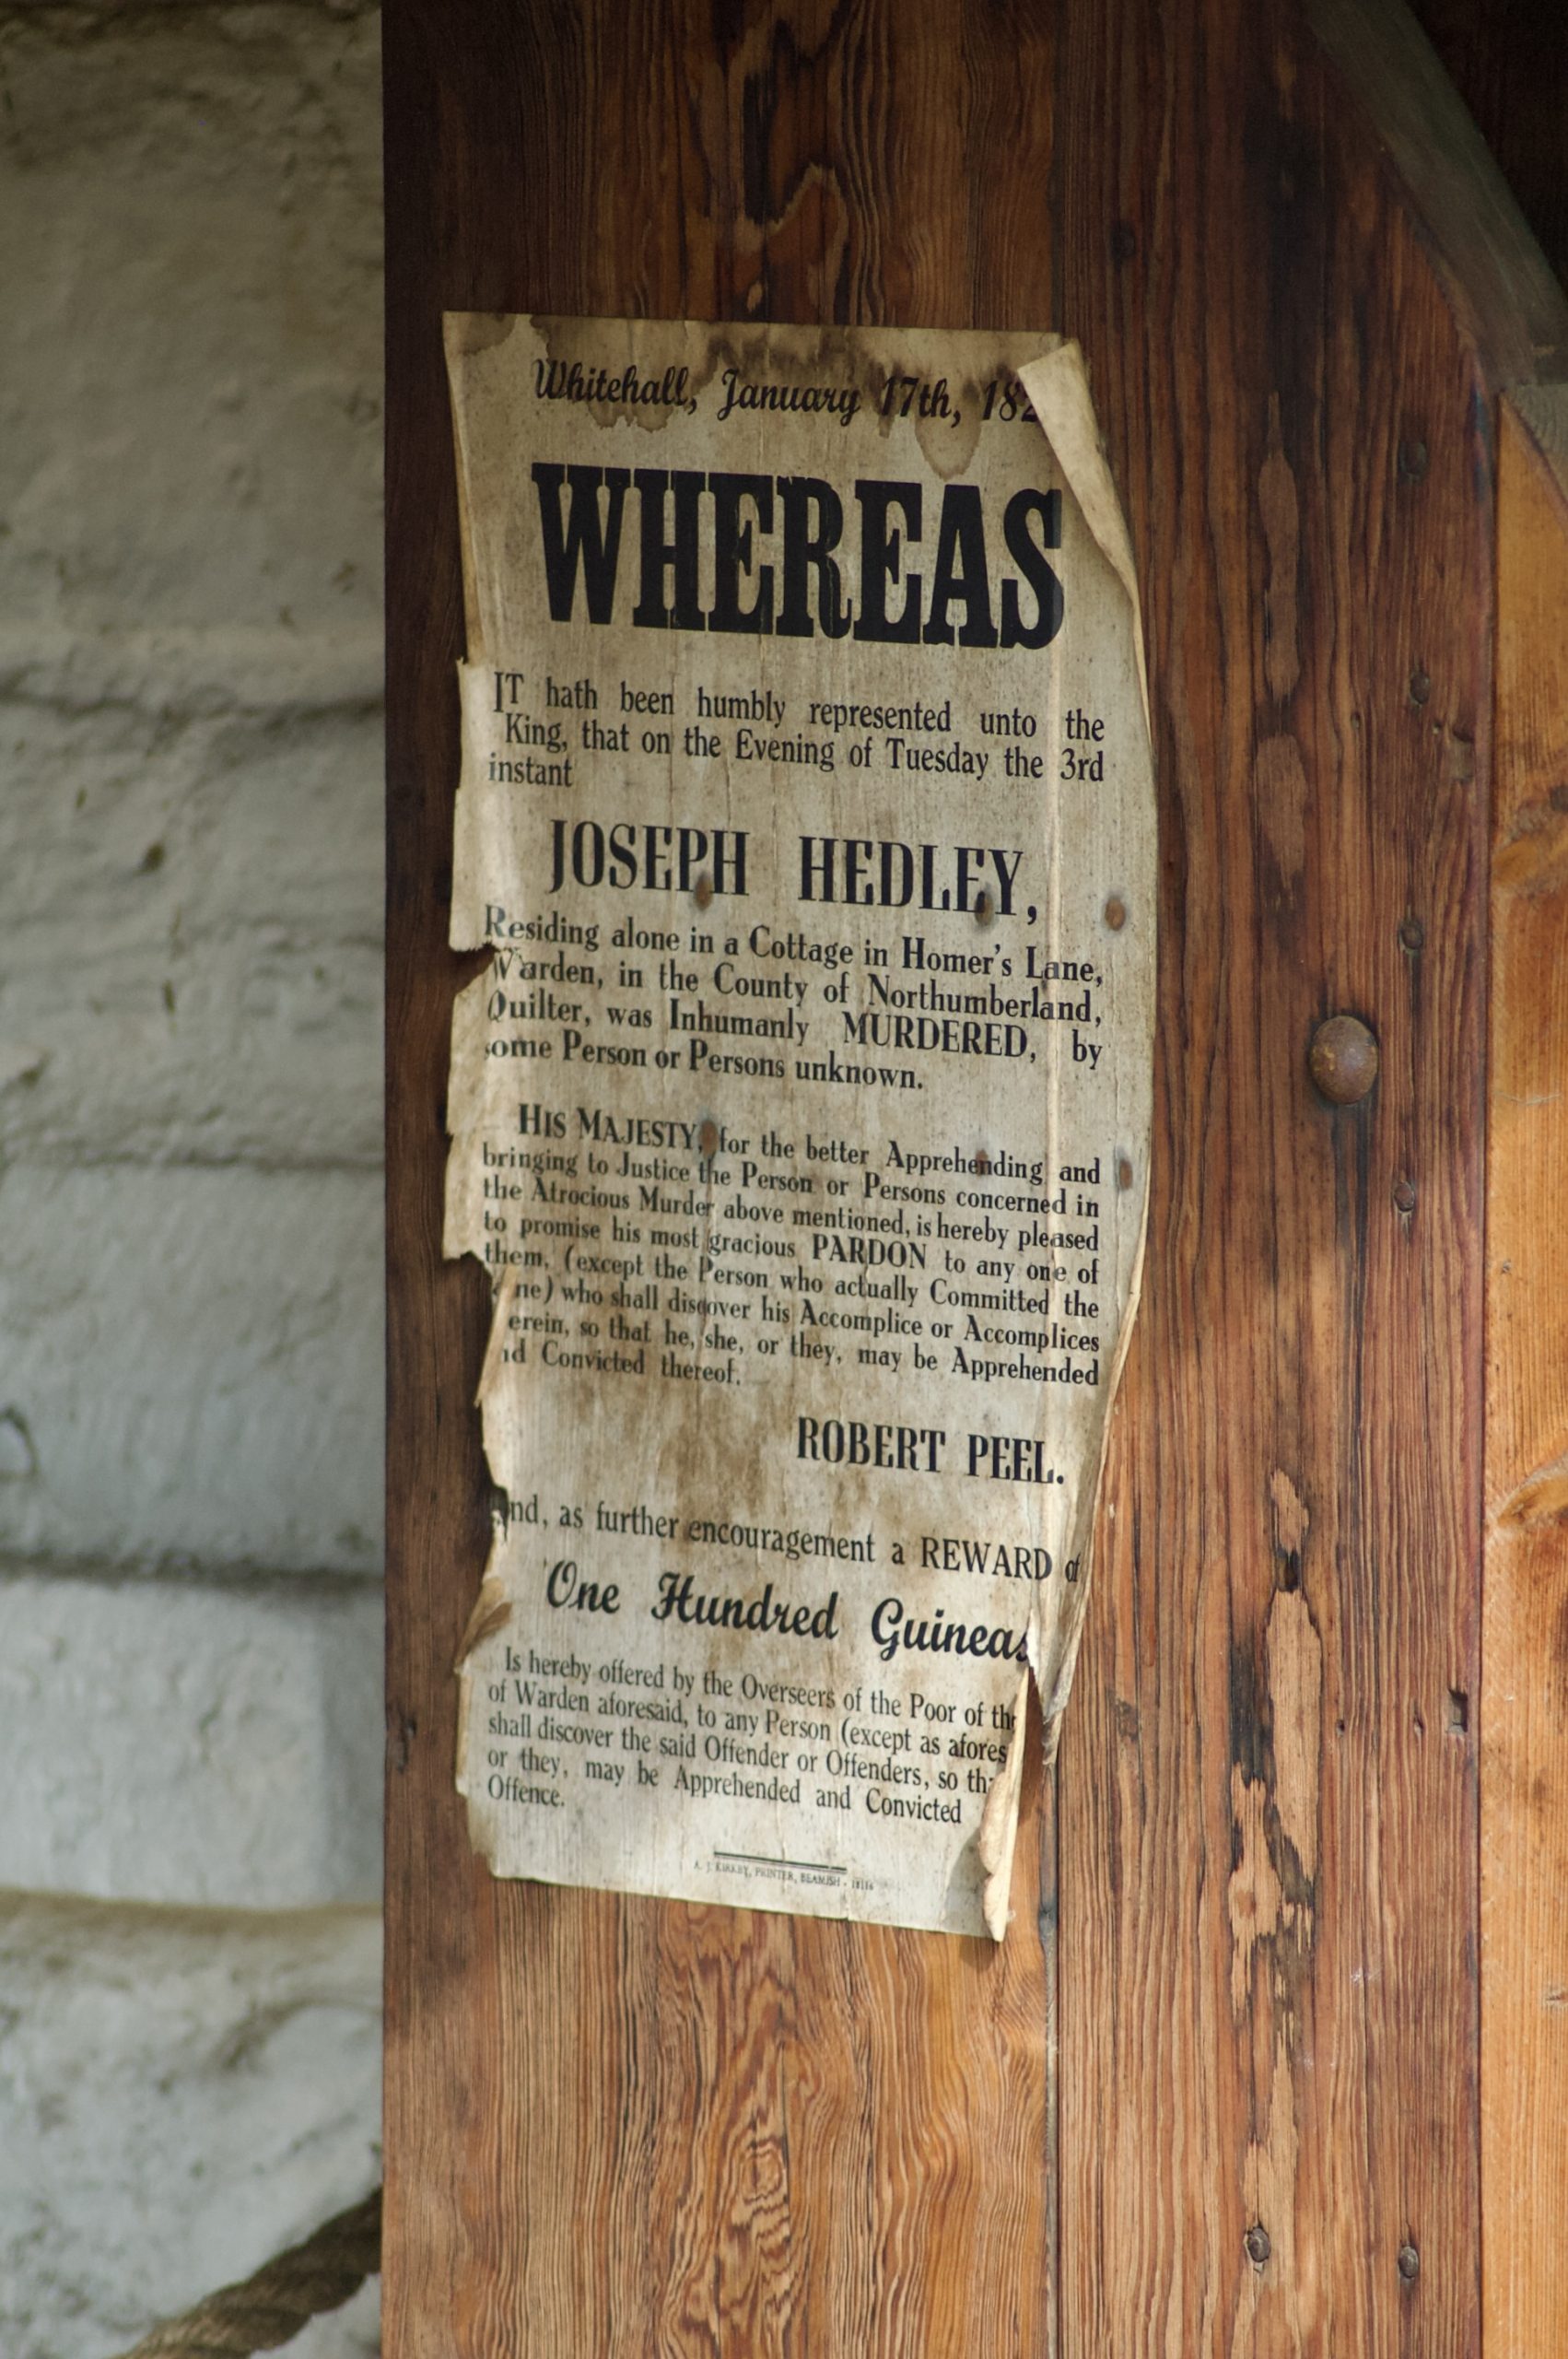 Whitehall, January 17th, 182
WHEREAS
IT hath been humbly represented unto the
King, that on the Evening of Tuesday the 3rd
instant
JOSEPH HEDLEY,
Residing alone in a Cottage in Homer's Lane,
Warden, in the County of Northumberland,
Quilter, was Inhumanly MURDERED, by
ome Person or Persons unknown.
HIS MAJESTY, for the better Apprehending and
bringing to Justice the Person or Persons concerned in
the Atrocious Murder above mentioned, is hereby pleased
to promise his most gracious PARDON to any one of
them, (except the Person who actually Committed the
ne) who shall discover his Accomplice or Accomplices
erein, so that he, she, or they, may be Apprehended
nd Convicted thereof.
ROBERT PEEL.
And, as further encouragement a REWARD of
One Hundred Guineas
Is hereby offered by the Overseers of the Poor of the
of Warden aforesaid, to any Person (except as afores
shall discover the said Offender or Offenders, so tha
or they, may be Apprehended and Convicted
Offence.
A. J. KIRKBY, PRINTER, BEAMISH -